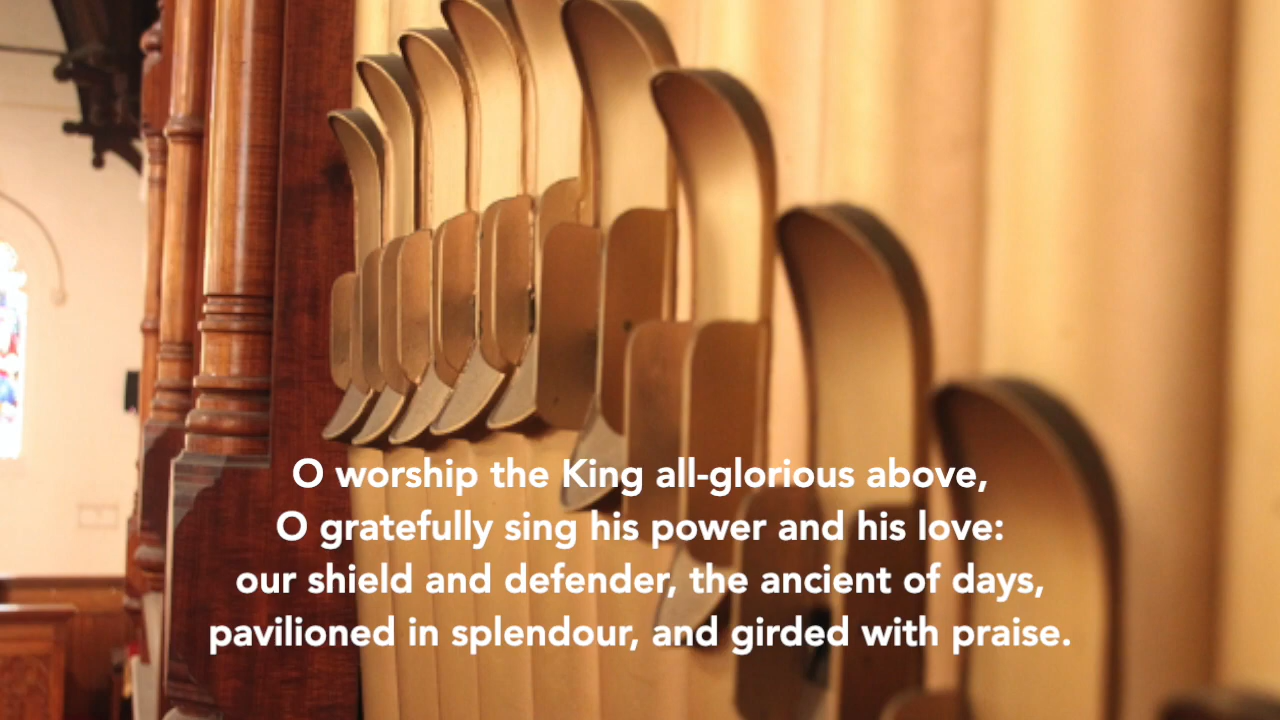 O worship the King all-glorious above,
O gratefully sing his power and his love:
our shield and defender, the ancient of days,
pavilioned in splendour, and girded with praise.